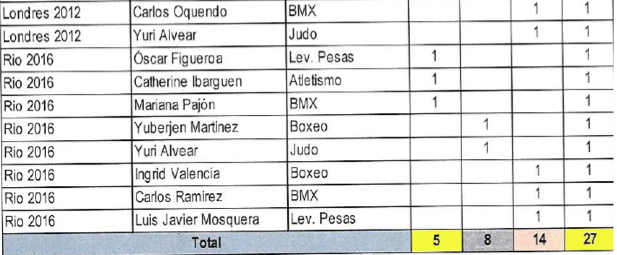 Londres 2012 Carlos Oquendo BMX 1 1
Londres 2012 Yuri Alvear Judo 1 1
Rio 2016 Óscar Figueroa Lev. Pesas 1 1
Rio 2016 Catherine Ibarguen Atletismo 1 1
Rio 2016 Mariana Pajón BMX 1 1
Rio 2016 Yuberjen Martínez Boxeo 1 1
Rio 2016 Yuri Alvear Judo 1 1
Rio 2016 Ingrid Valencia Boxeo 1 1
Rio 2016 Carlos Ramirez BMX 1 1
Rio 2016 Luis Javier Mosquera Lev. Pesas 1 1
Total 5 8 14 27